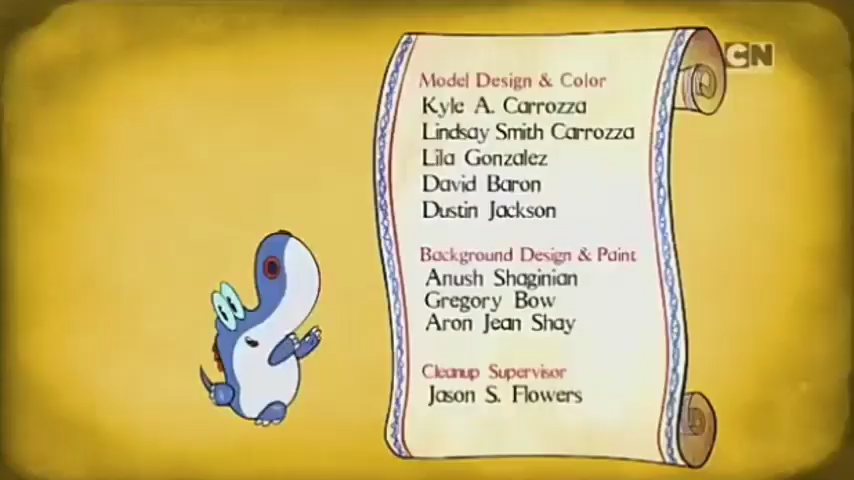 CN
Model Design & Color
Kyle A. Carrozza
Lindsay Smith Carrozza
Lila Gonzalez
David Baron
Dustin Jackson
Background Design & Paint
Anush Shaginian
Gregory Bow
Aron Jean Shay
Cleanup Supervisor
Jason S. Flowers